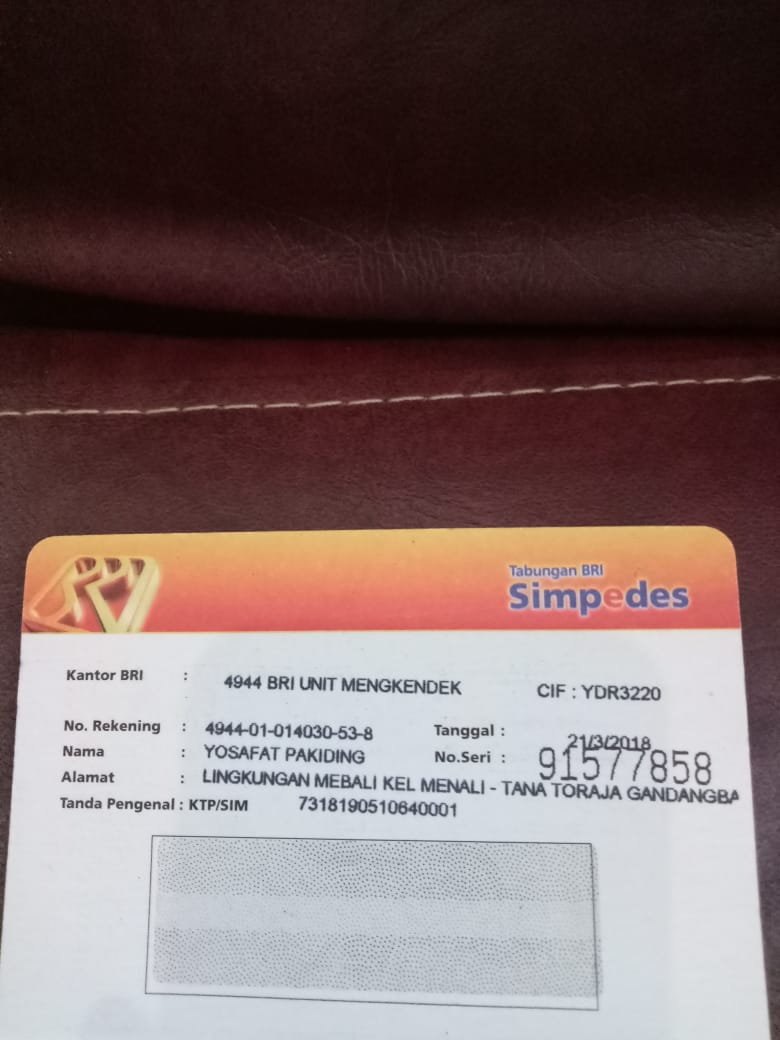 BRI
Tabungan BRI
Simpedes
Kantor BRI : 4944 BRI UNIT MENGKENDEK CIF : YDR3220
No. Rekening : 4944-01-014030-53-8 Tanggal : 21/3/2018
Nama : YOSAFAT PAKIDING No.Seri : 91577858
Alamat : LINGKUNGAN MEBALI KEL MENALI - TANA TORAJA GANDANGBA
Tanda Pengenal : KTP/SIM 7318190510640001